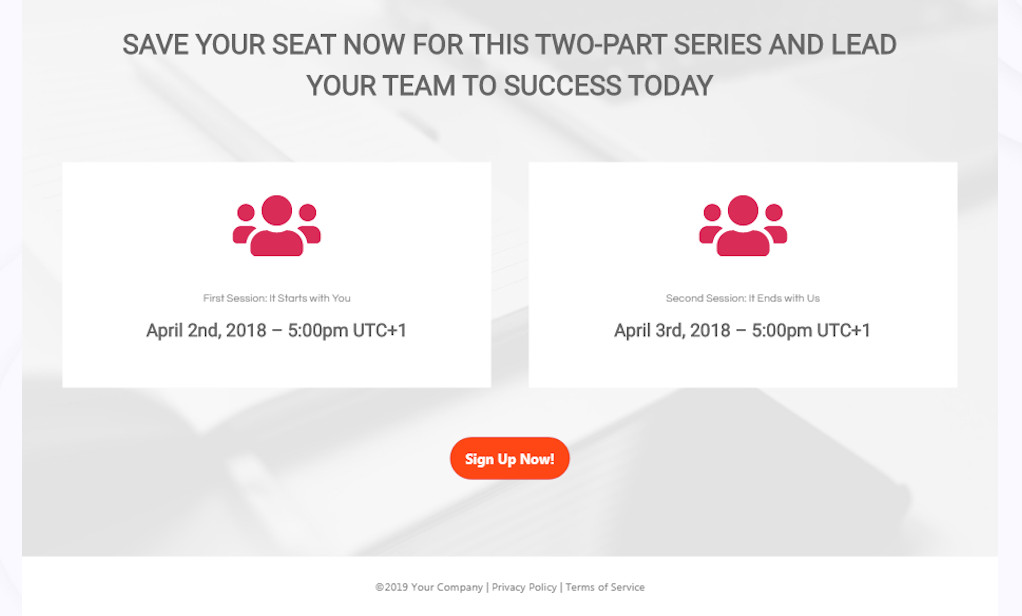 SAVE YOUR SEAT NOW FOR THIS TWO-PART SERIES AND LEAD
YOUR TEAM TO SUCCESS TODAY
First Session: It Starts with You
April 2nd, 2018 – 5:00pm UTC+1
Second Session: It Ends with Us
April 3rd, 2018 – 5:00pm UTC+1
Sign Up Now!
©2019 Your Company | Privacy Policy | Terms of Service